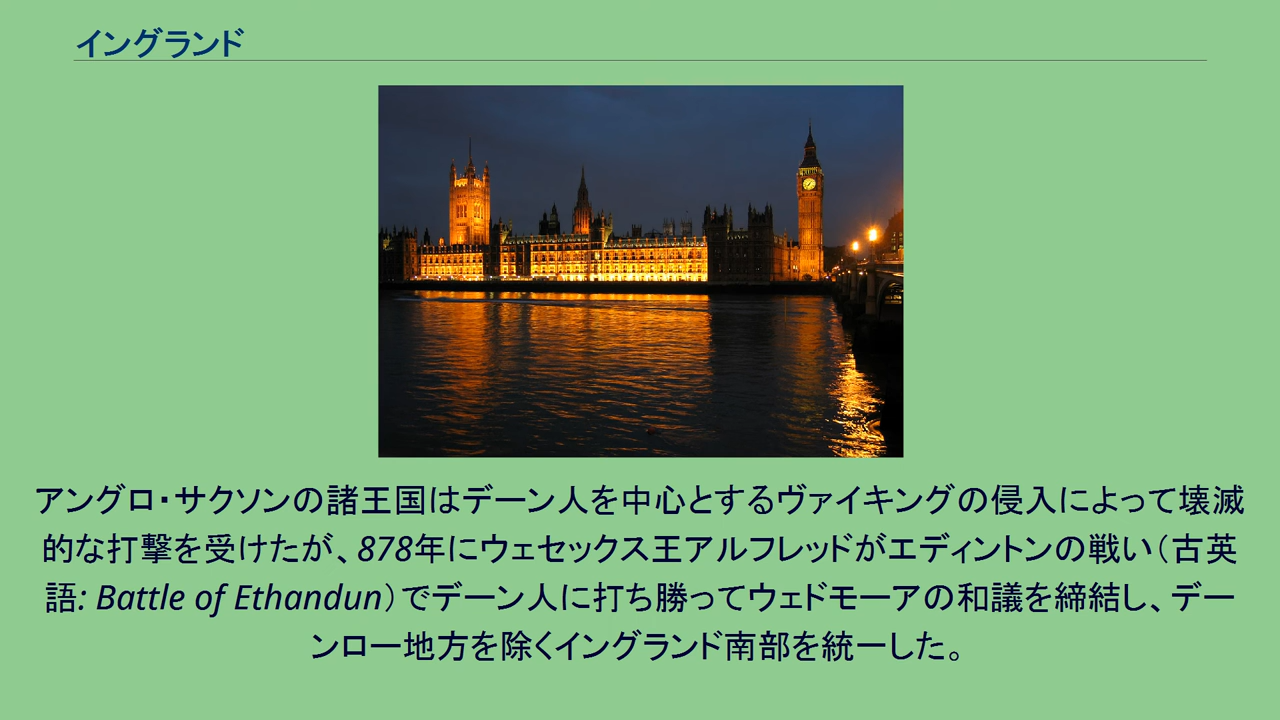 イングランド
アングロ・サクソンの諸王国はデーン人を中心とするヴァイキングの侵入によって壊滅
的な打撃を受けたが、878年にウェセックス王アルフレッドがエディントンの戦い（古英
語: Battle of Ethandun）でデーン人に打ち勝ってウェドモーアの和議を締結し、デー
ンロー地方を除くイングランド南部を統一した。